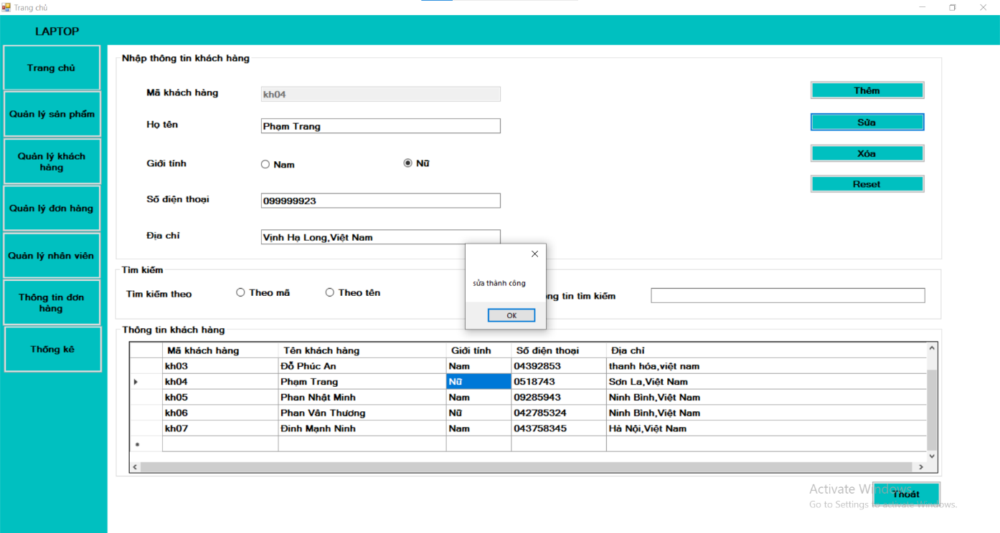 Trang chủ
LAPTOP
Trang chủ
Quản lý sản phẩm
Quản lý khách
hàng
Quản lý đơn hàng
Quản lý nhân viên
Thông tin đơn
hàng
Thống kê
Nhập thông tin khách hàng
Mã khách hàng kh04
Họ tên Phạm Trang
Giới tính Nam Nữ
Số điện thoại 099999923
Địa chỉ Vịnh Hạ Long,Việt Nam
Thêm
Sửa
Xóa
Reset
sửa thành công
OK
Tìm kiếm
Tìm kiếm theo Theo mã Theo tên tin tìm kiếm
Thông tin khách hàng
Mã khách hàng Tên khách hàng Giới tính Số điện thoại Địa chỉ
kh03 Đỗ Phúc An Nam 04392853 thanh hóa,việt nam
kh04 Phạm Trang Nữ 0518743 Sơn La,Việt Nam
kh05 Phan Nhật Minh Nam 09285943 Ninh Bình,Việt Nam
kh06 Phan Văn Thương Nữ 042785324 Ninh Bình,Việt Nam
kh07 Đinh Mạnh Ninh Nam 043758345 Hà Nội,Việt Nam
Thoát
Activate Windows
Go to Settings to activate Windows.